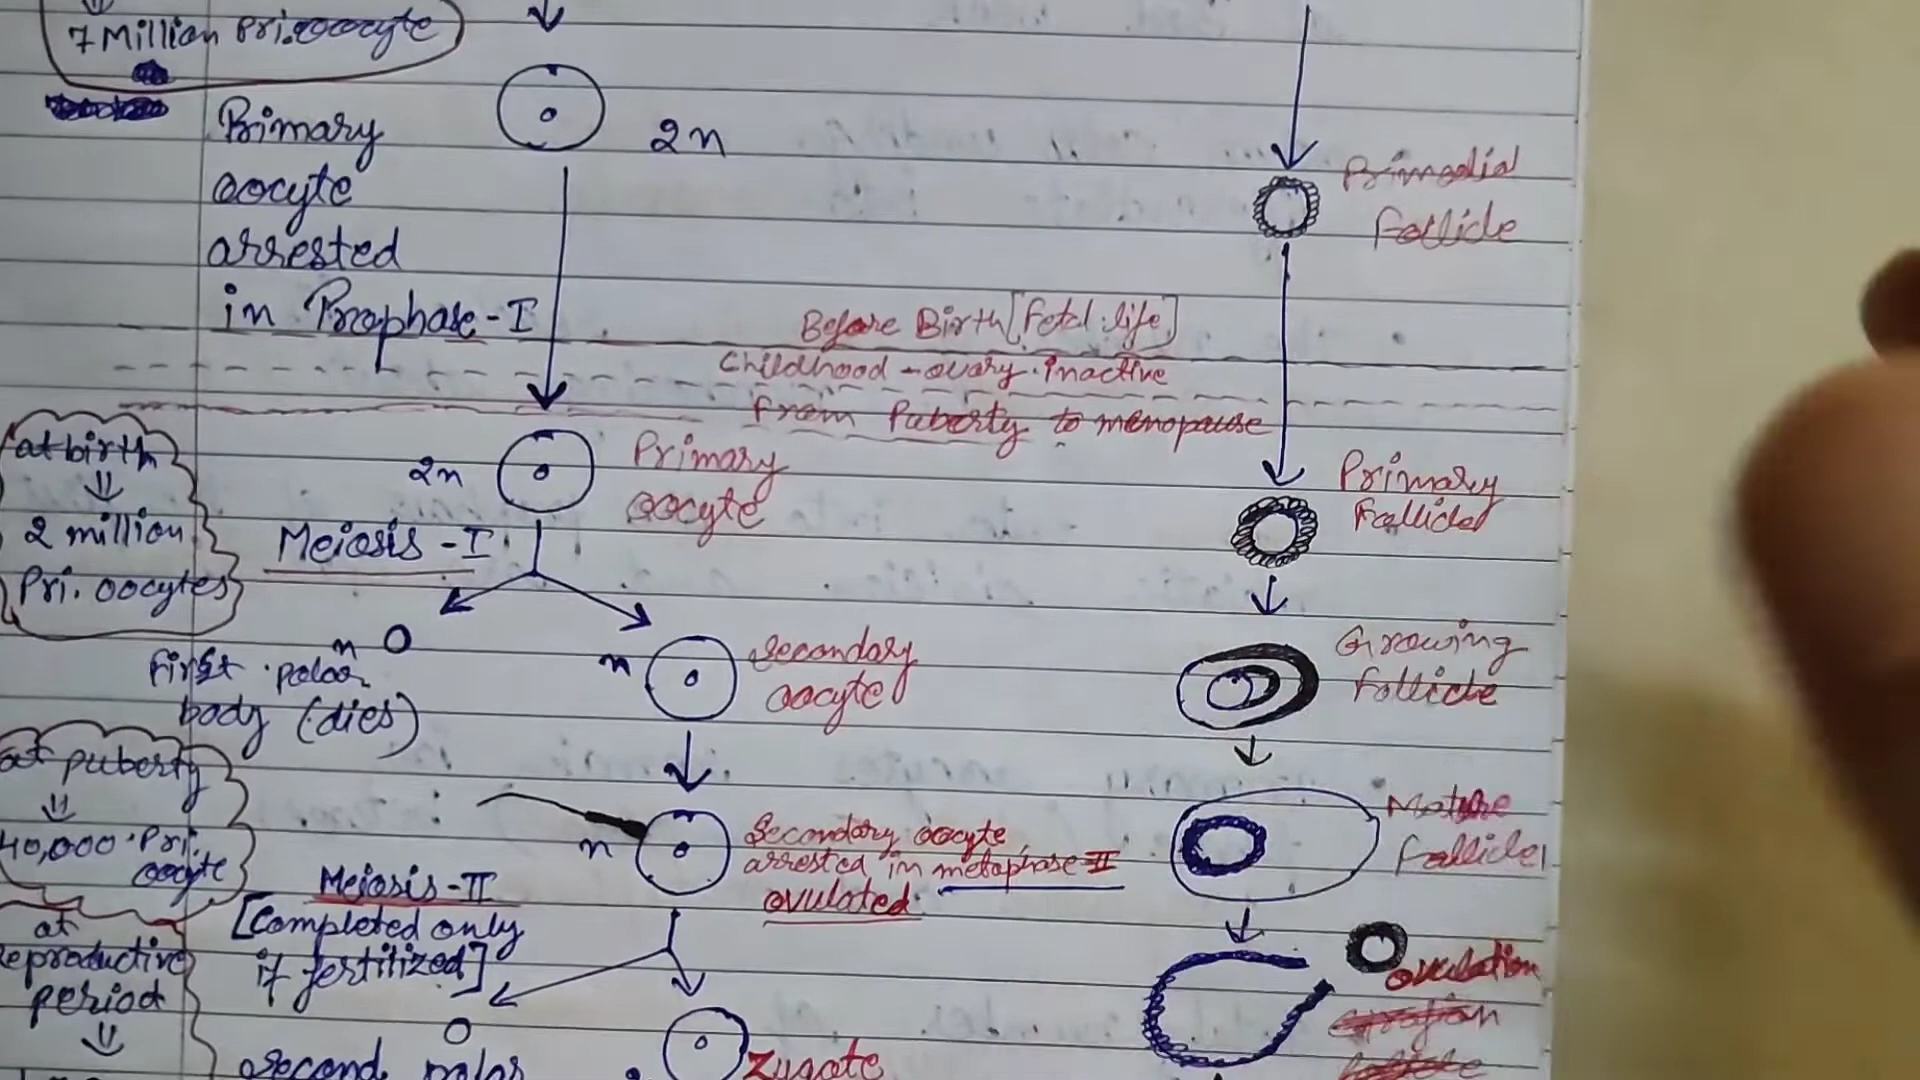 7 Million Pri.oocyte
Primary
oocyte
arrested
in Prophase-I
2n
Primodial
follicle
Before Birth [Fetal life]
Childhood - ovary inactive
From Puberty to menopause
at birth
2 million
Pri. oocytes
2n
Primary
oocyte
Meiosis -I
Primary
follicle
n
First polar
body (dies)
n
Secondary
oocyte
Growing
follicle
at puberty
40,000 Pri.
oocyte
n
Secondary oocyte
arrested in metaphase II
ovulated.
Mature
follicle
Meiosis-II
[Completed only
if fertilized]
at
reproductive
period
ovulation
second polar
Zygote